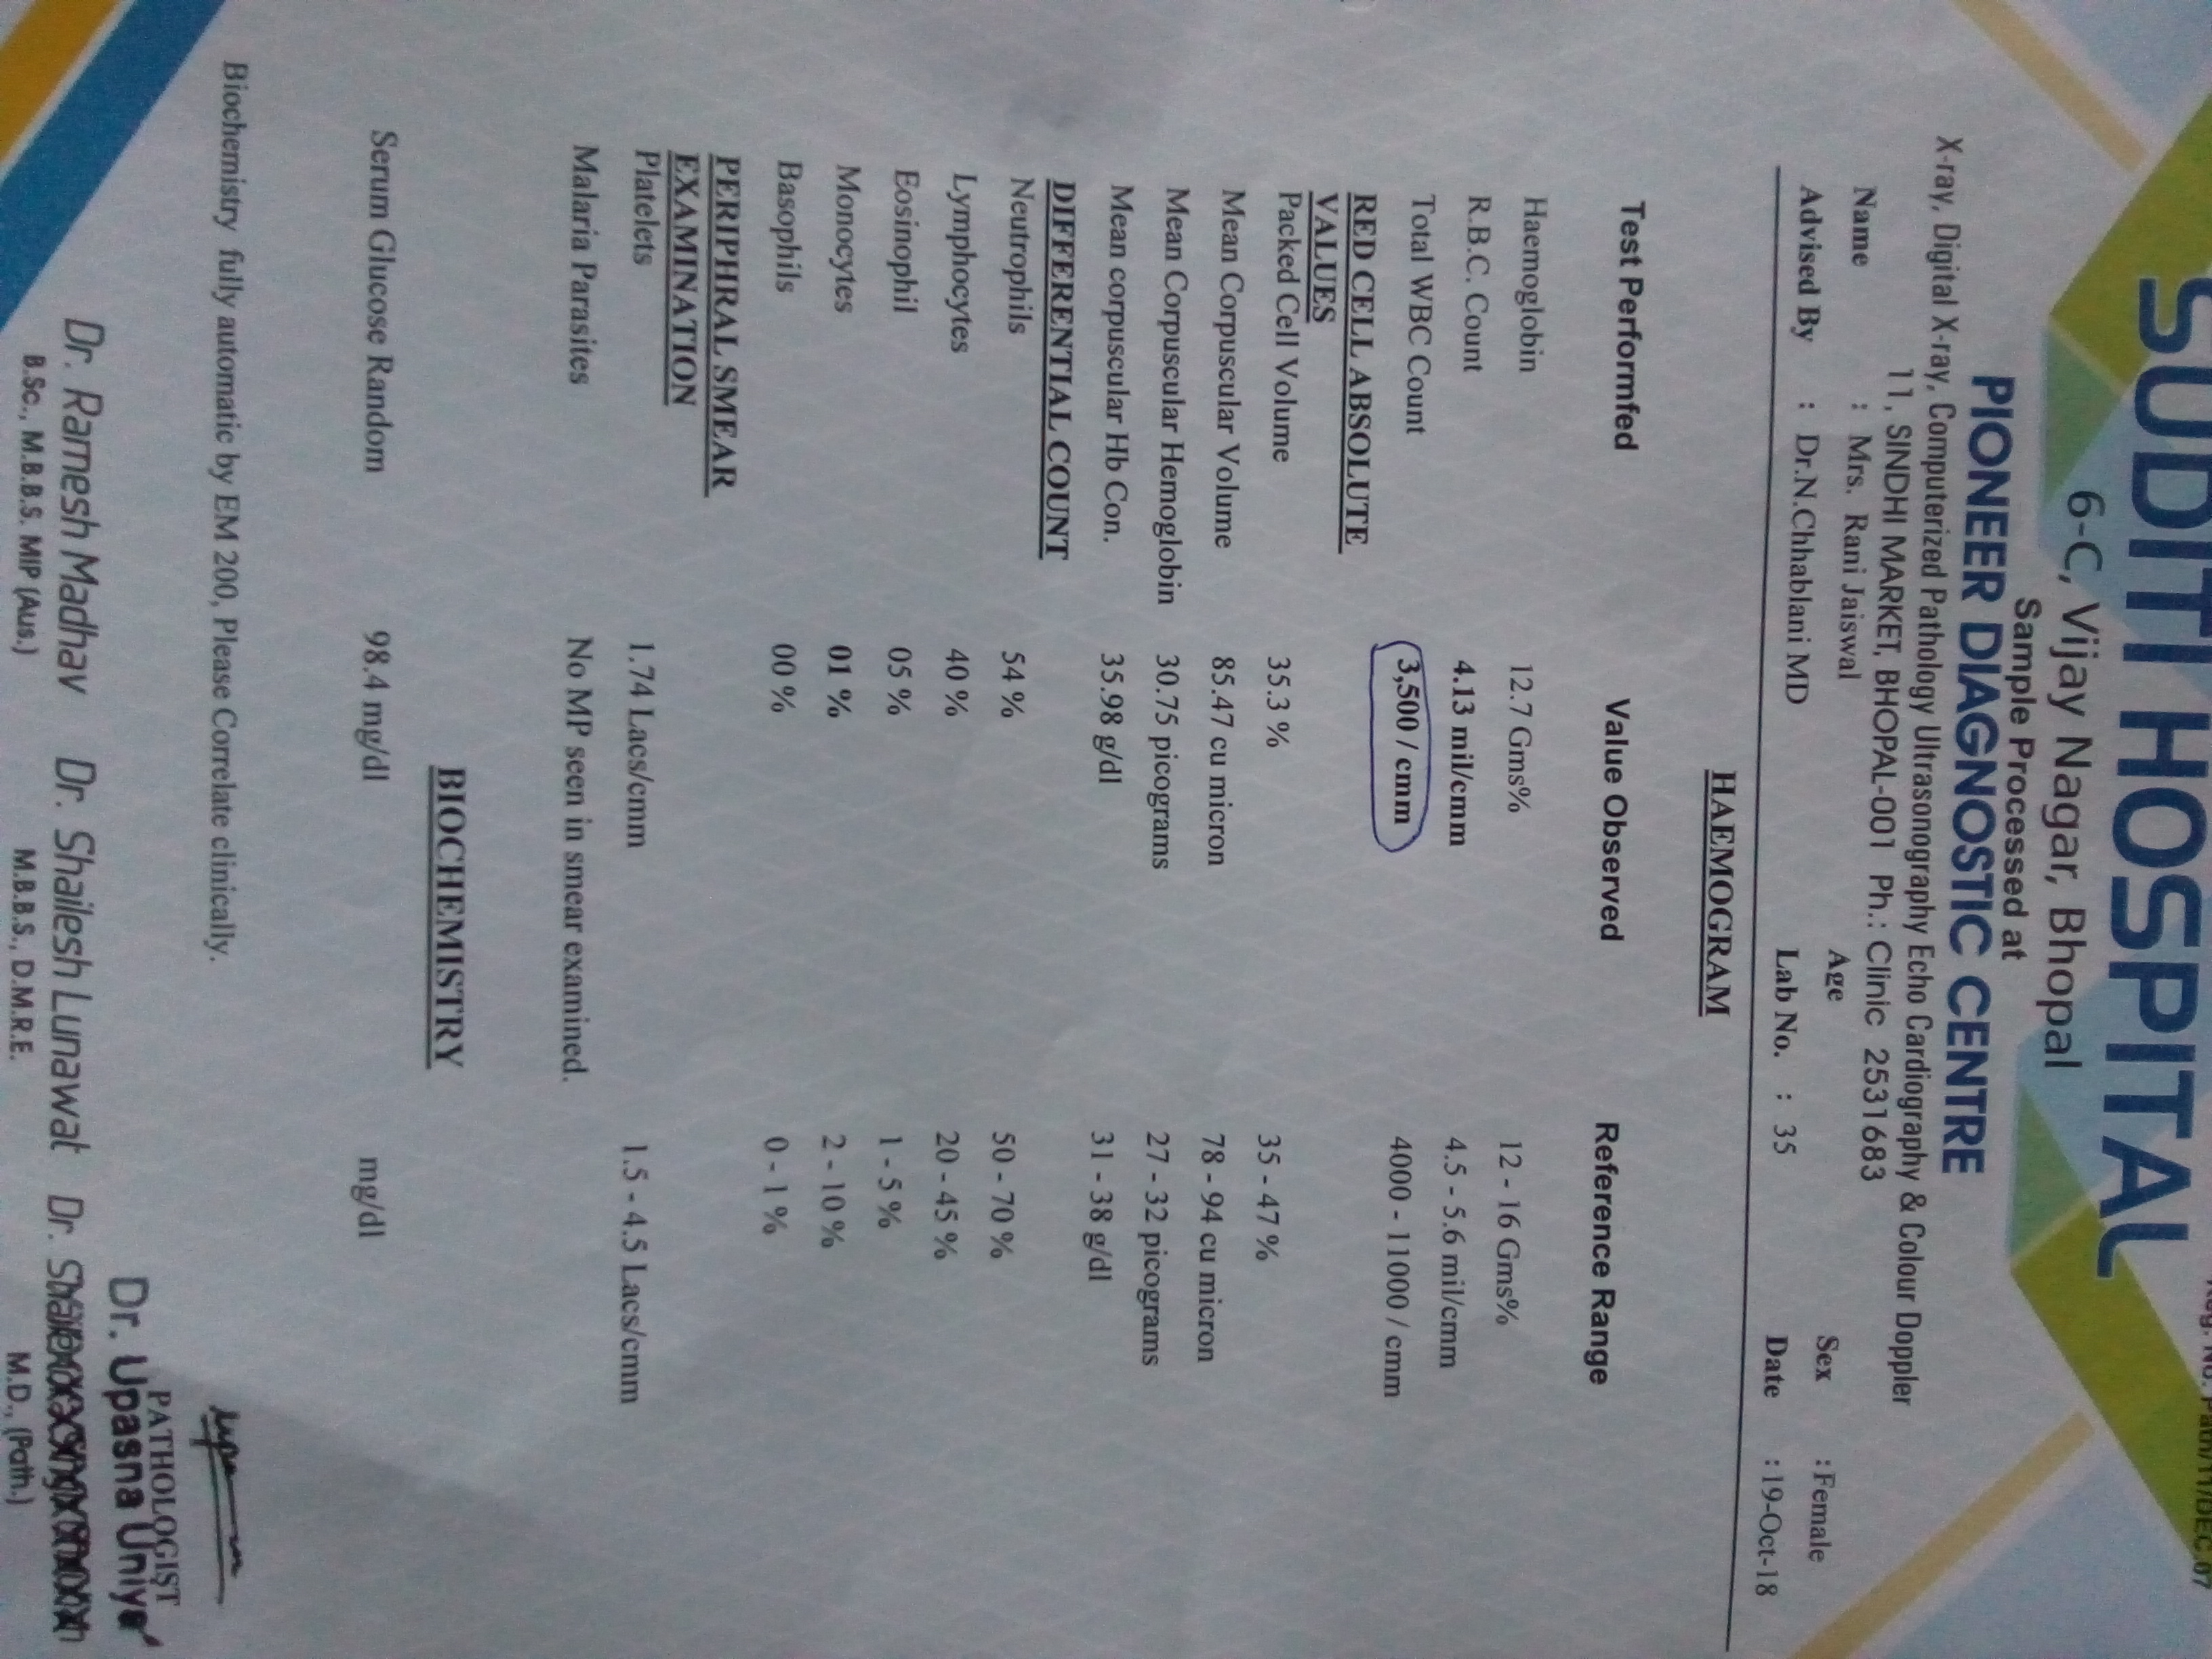 SUDITI HOSPITAL
6-C, Vijay Nagar, Bhopal
Sample Processed at
PIONEER DIAGNOSTIC CENTRE
X-ray, Digital X-ray, Computerized Pathology Ultrasonography Echo Cardiography & Colour Doppler
11, SINDHI MARKET, BHOPAL-001 Ph.: Clinic 2531683
Name : Mrs. Rani Jaiswal Age Sex : Female
Advised By : Dr.N.Chhablani MD Lab No. : 35 Date : 19-Oct-18
HAEMOGRAM
Test Performfed Value Observed Reference Range
Haemoglobin 12.7 Gms% 12 - 16 Gms%
R.B.C. Count 4.13 mil/cmm 4.5 - 5.6 mil/cmm
Total WBC Count 3,500 / cmm 4000 - 11000 / cmm
RED CELL ABSOLUTE
VALUES
Packed Cell Volume 35.3 % 35 - 47 %
Mean Corpuscular Volume 85.47 cu micron 78 - 94 cu micron
Mean Corpuscular Hemoglobin 30.75 picograms 27 - 32 picograms
Mean corpuscular Hb Con. 35.98 g/dl 31 - 38 g/dl
DIFFERENTIAL COUNT
Neutrophils 54 % 50 - 70 %
Lymphocytes 40 % 20 - 45 %
Eosinophil 05 % 1 - 5 %
Monocytes 01 % 2 - 10 %
Basophils 00 % 0 - 1 %
PERIPHRAL SMEAR
EXAMINATION
Platelets 1.74 Lacs/cmm 1.5 - 4.5 Lacs/cmm
Malaria Parasites No MP seen in smear examined.
BIOCHEMISTRY
Serum Glucose Random 98.4 mg/dl mg/dl
Biochemistry fully automatic by EM 200, Please Correlate clinically.
PATHOLOGIST
Dr. Upasna
Dr. Ramesh Madhav Dr. Shailesh Lunawat Dr.
B.Sc., M.B.B.S. MIP (Aus.) M.B.B.S., D.M.R.E. M.D., (Path.)